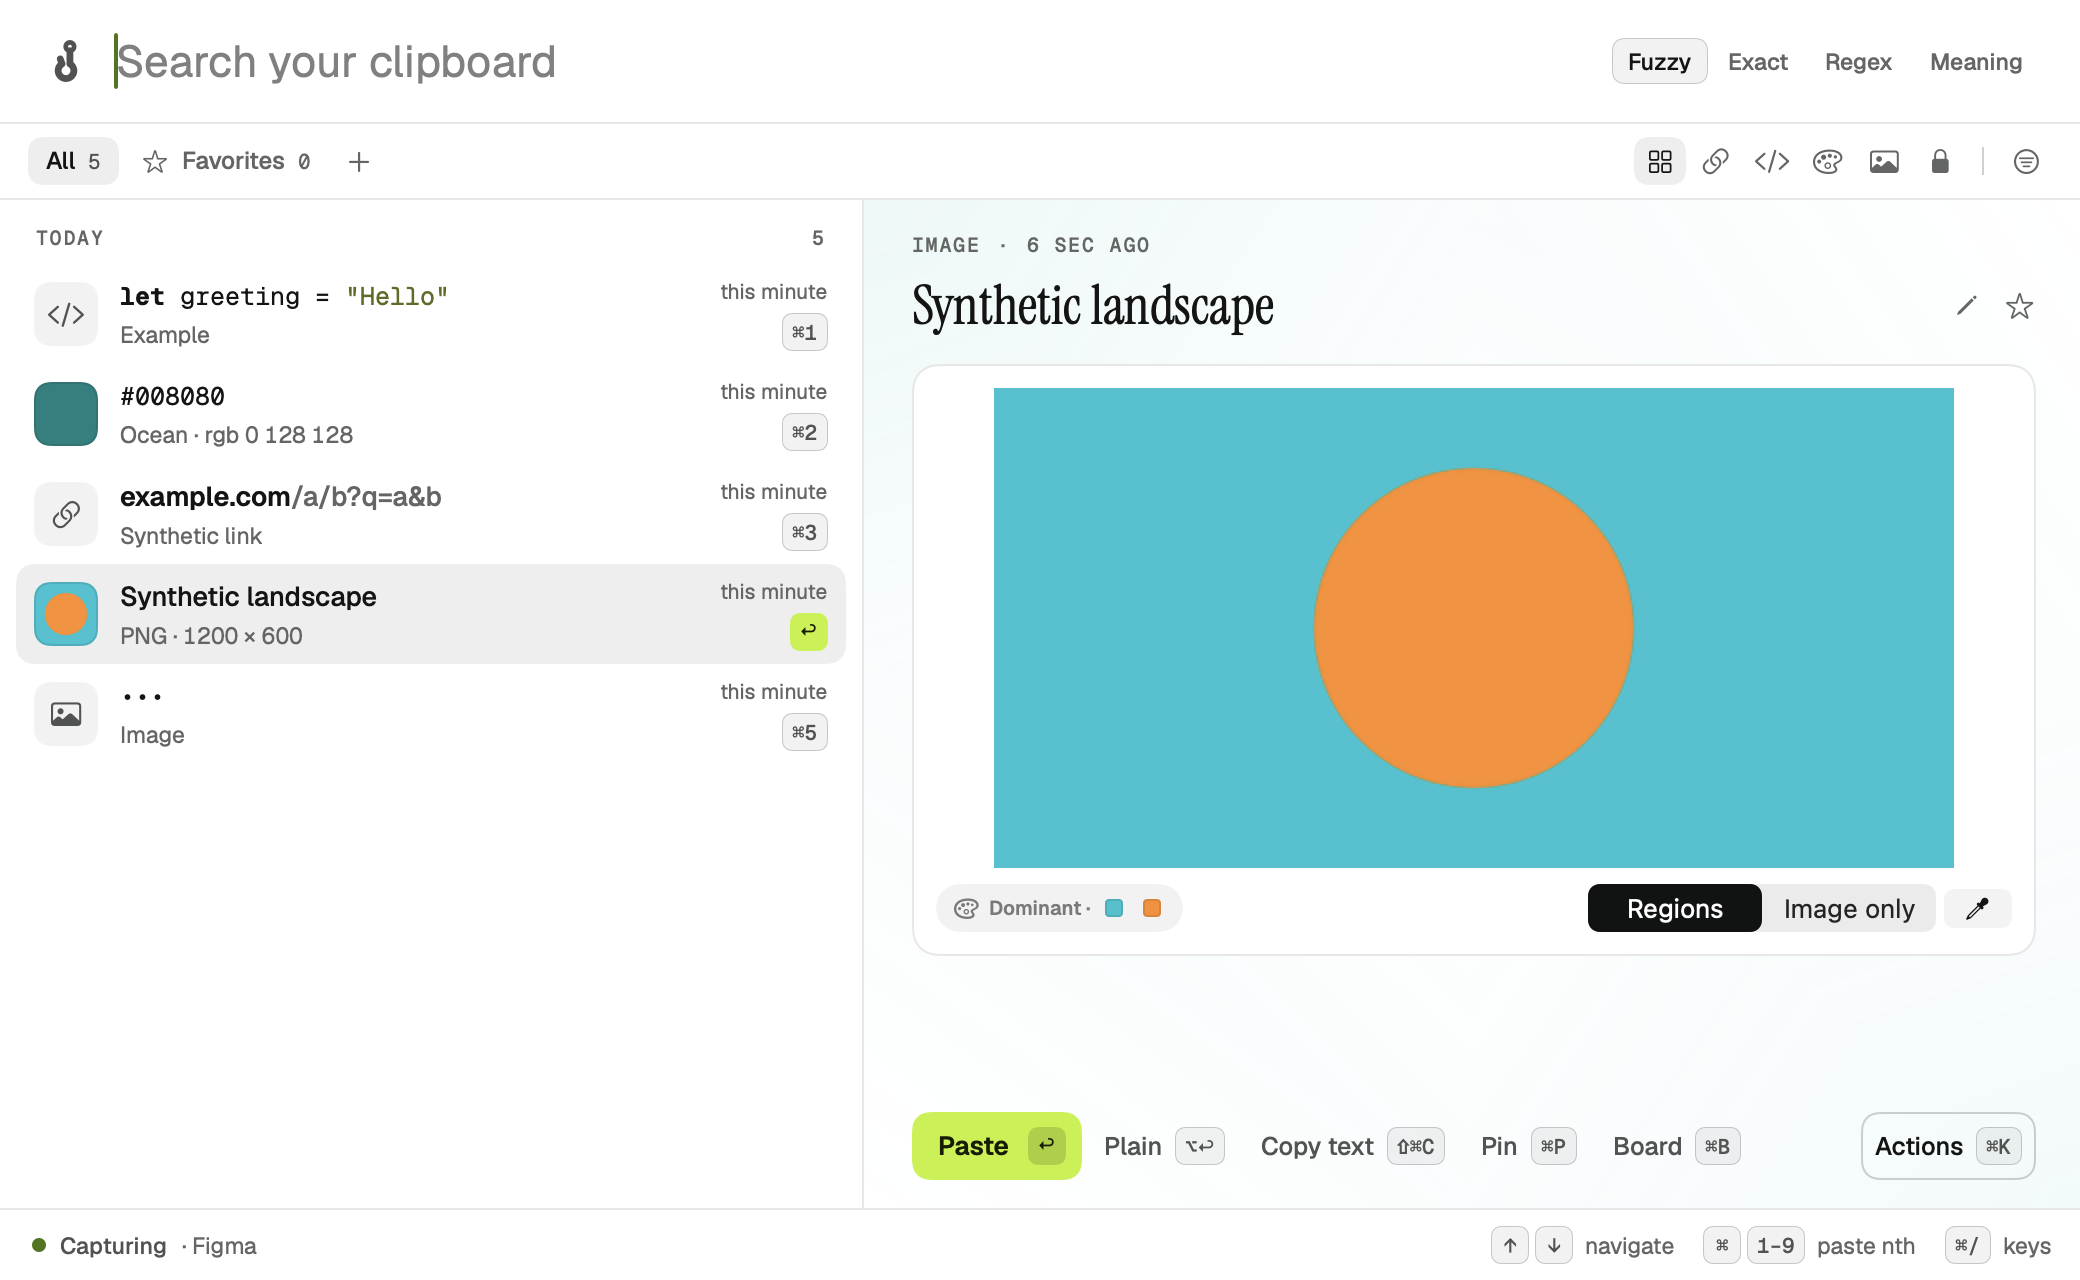 Search your clipboard
Fuzzy Exact Regex Meaning
All 5 Favorites 0
TODAY 5
let greeting = "Hello" this minute
Example ⌘1
#008080 this minute
Ocean · rgb 0 128 128 ⌘2
example.com/a/b?q=a&b this minute
Synthetic link ⌘3
Synthetic landscape this minute
PNG · 1200 × 600 ↩
... this minute
Image ⌘5
IMAGE · 6 SEC AGO
Synthetic landscape
Dominant · Regions Image only
Paste ↩ Plain ⌥↩ Copy text ⇧⌘C Pin ⌘P Board ⌘B Actions ⌘K
Capturing · Figma ↑ ↓ navigate ⌘ 1-9 paste nth ⌘/ keys